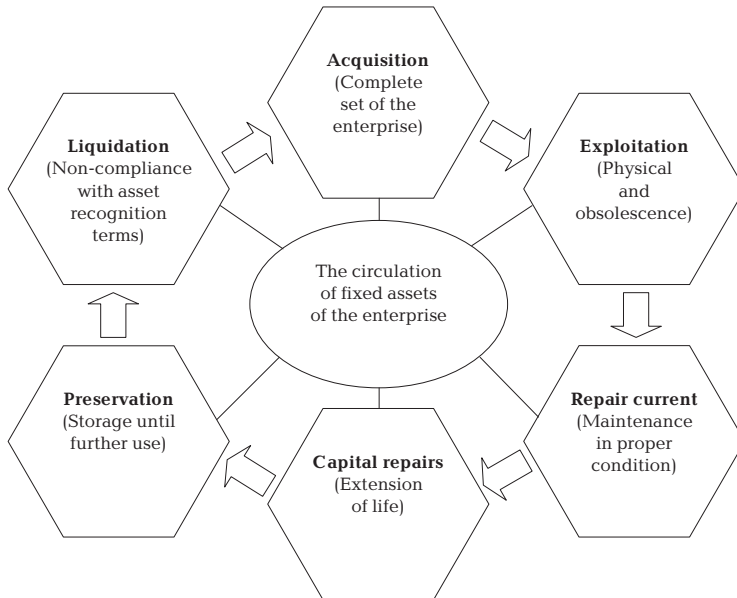 Acquisition
(Complete
set of the
enterprise)
Exploitation
(Physical
and
obsolescence)
Repair current
(Maintenance
in proper
condition)
Capital repairs
(Extension
of life)
Preservation
(Storage until
further use)
Liquidation
(Non-compliance
with asset
recognition
terms)
The circulation
of fixed assets
of the enterprise